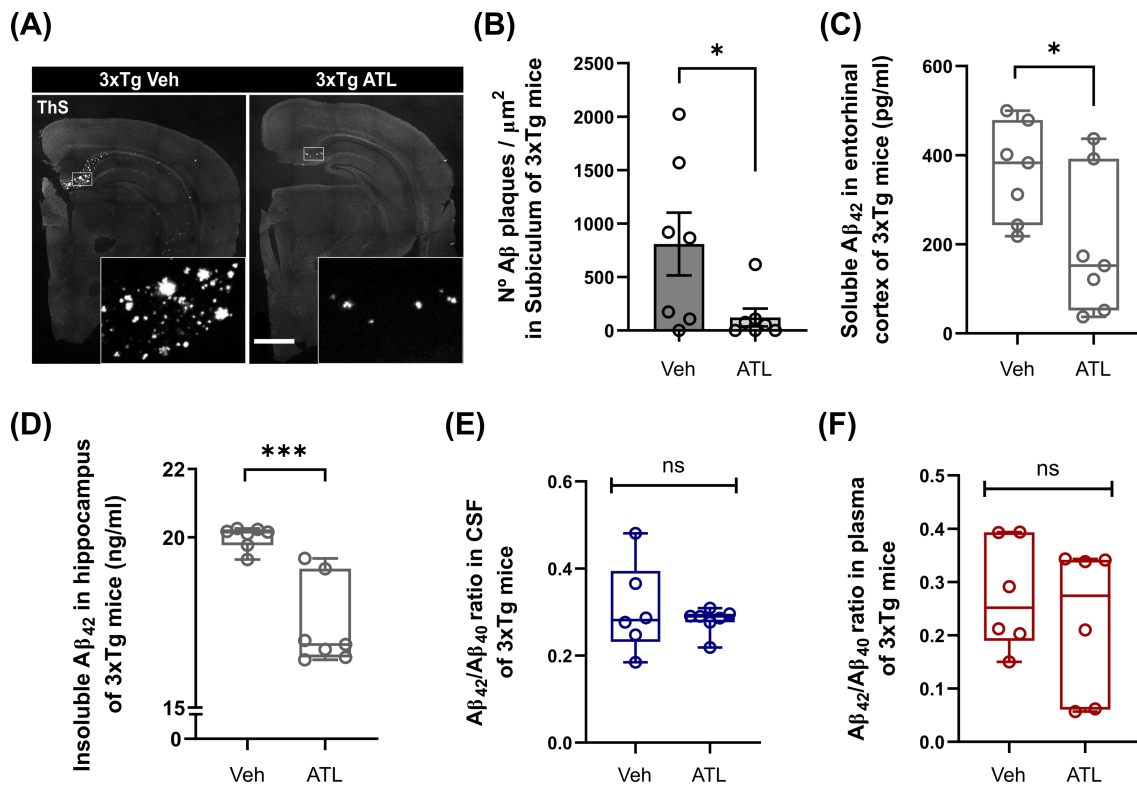 (A)
3xTg Veh
3xTg ATL
ThS
(B)
Nº Aβ plaques / μm²
in Subiculum of 3xTg mice
2500
2000
1500
1000
500
0
*
Veh
ATL
(C)
Soluble Aβ₄₂ in entorhinal
cortex of 3xTg mice (pg/ml)
600
400
200
0
*
Veh
ATL
(D)
Insoluble Aβ₄₂ in hippocampus
of 3xTg mice (ng/ml)
22
20
15
0
***
Veh
ATL
(E)
Aβ₄₂/Aβ₄₀ ratio in CSF
of 3xTg mice
0.6
0.4
0.2
0.0
ns
Veh
ATL
(F)
Aβ₄₂/Aβ₄₀ ratio in plasma
of 3xTg mice
0.5
0.4
0.3
0.2
0.1
0.0
ns
Veh
ATL